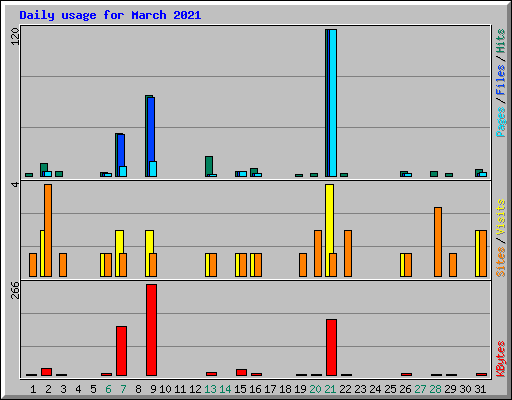 Daily usage for March 2021
120
Pages / Files / Hits
4
Sites / Visits
266
KBytes
1 2 3 4 5 6 7 8 9 10 11 12 13 14 15 16 17 18 19 20 21 22 23 24 25 26 27 28 29 30 31